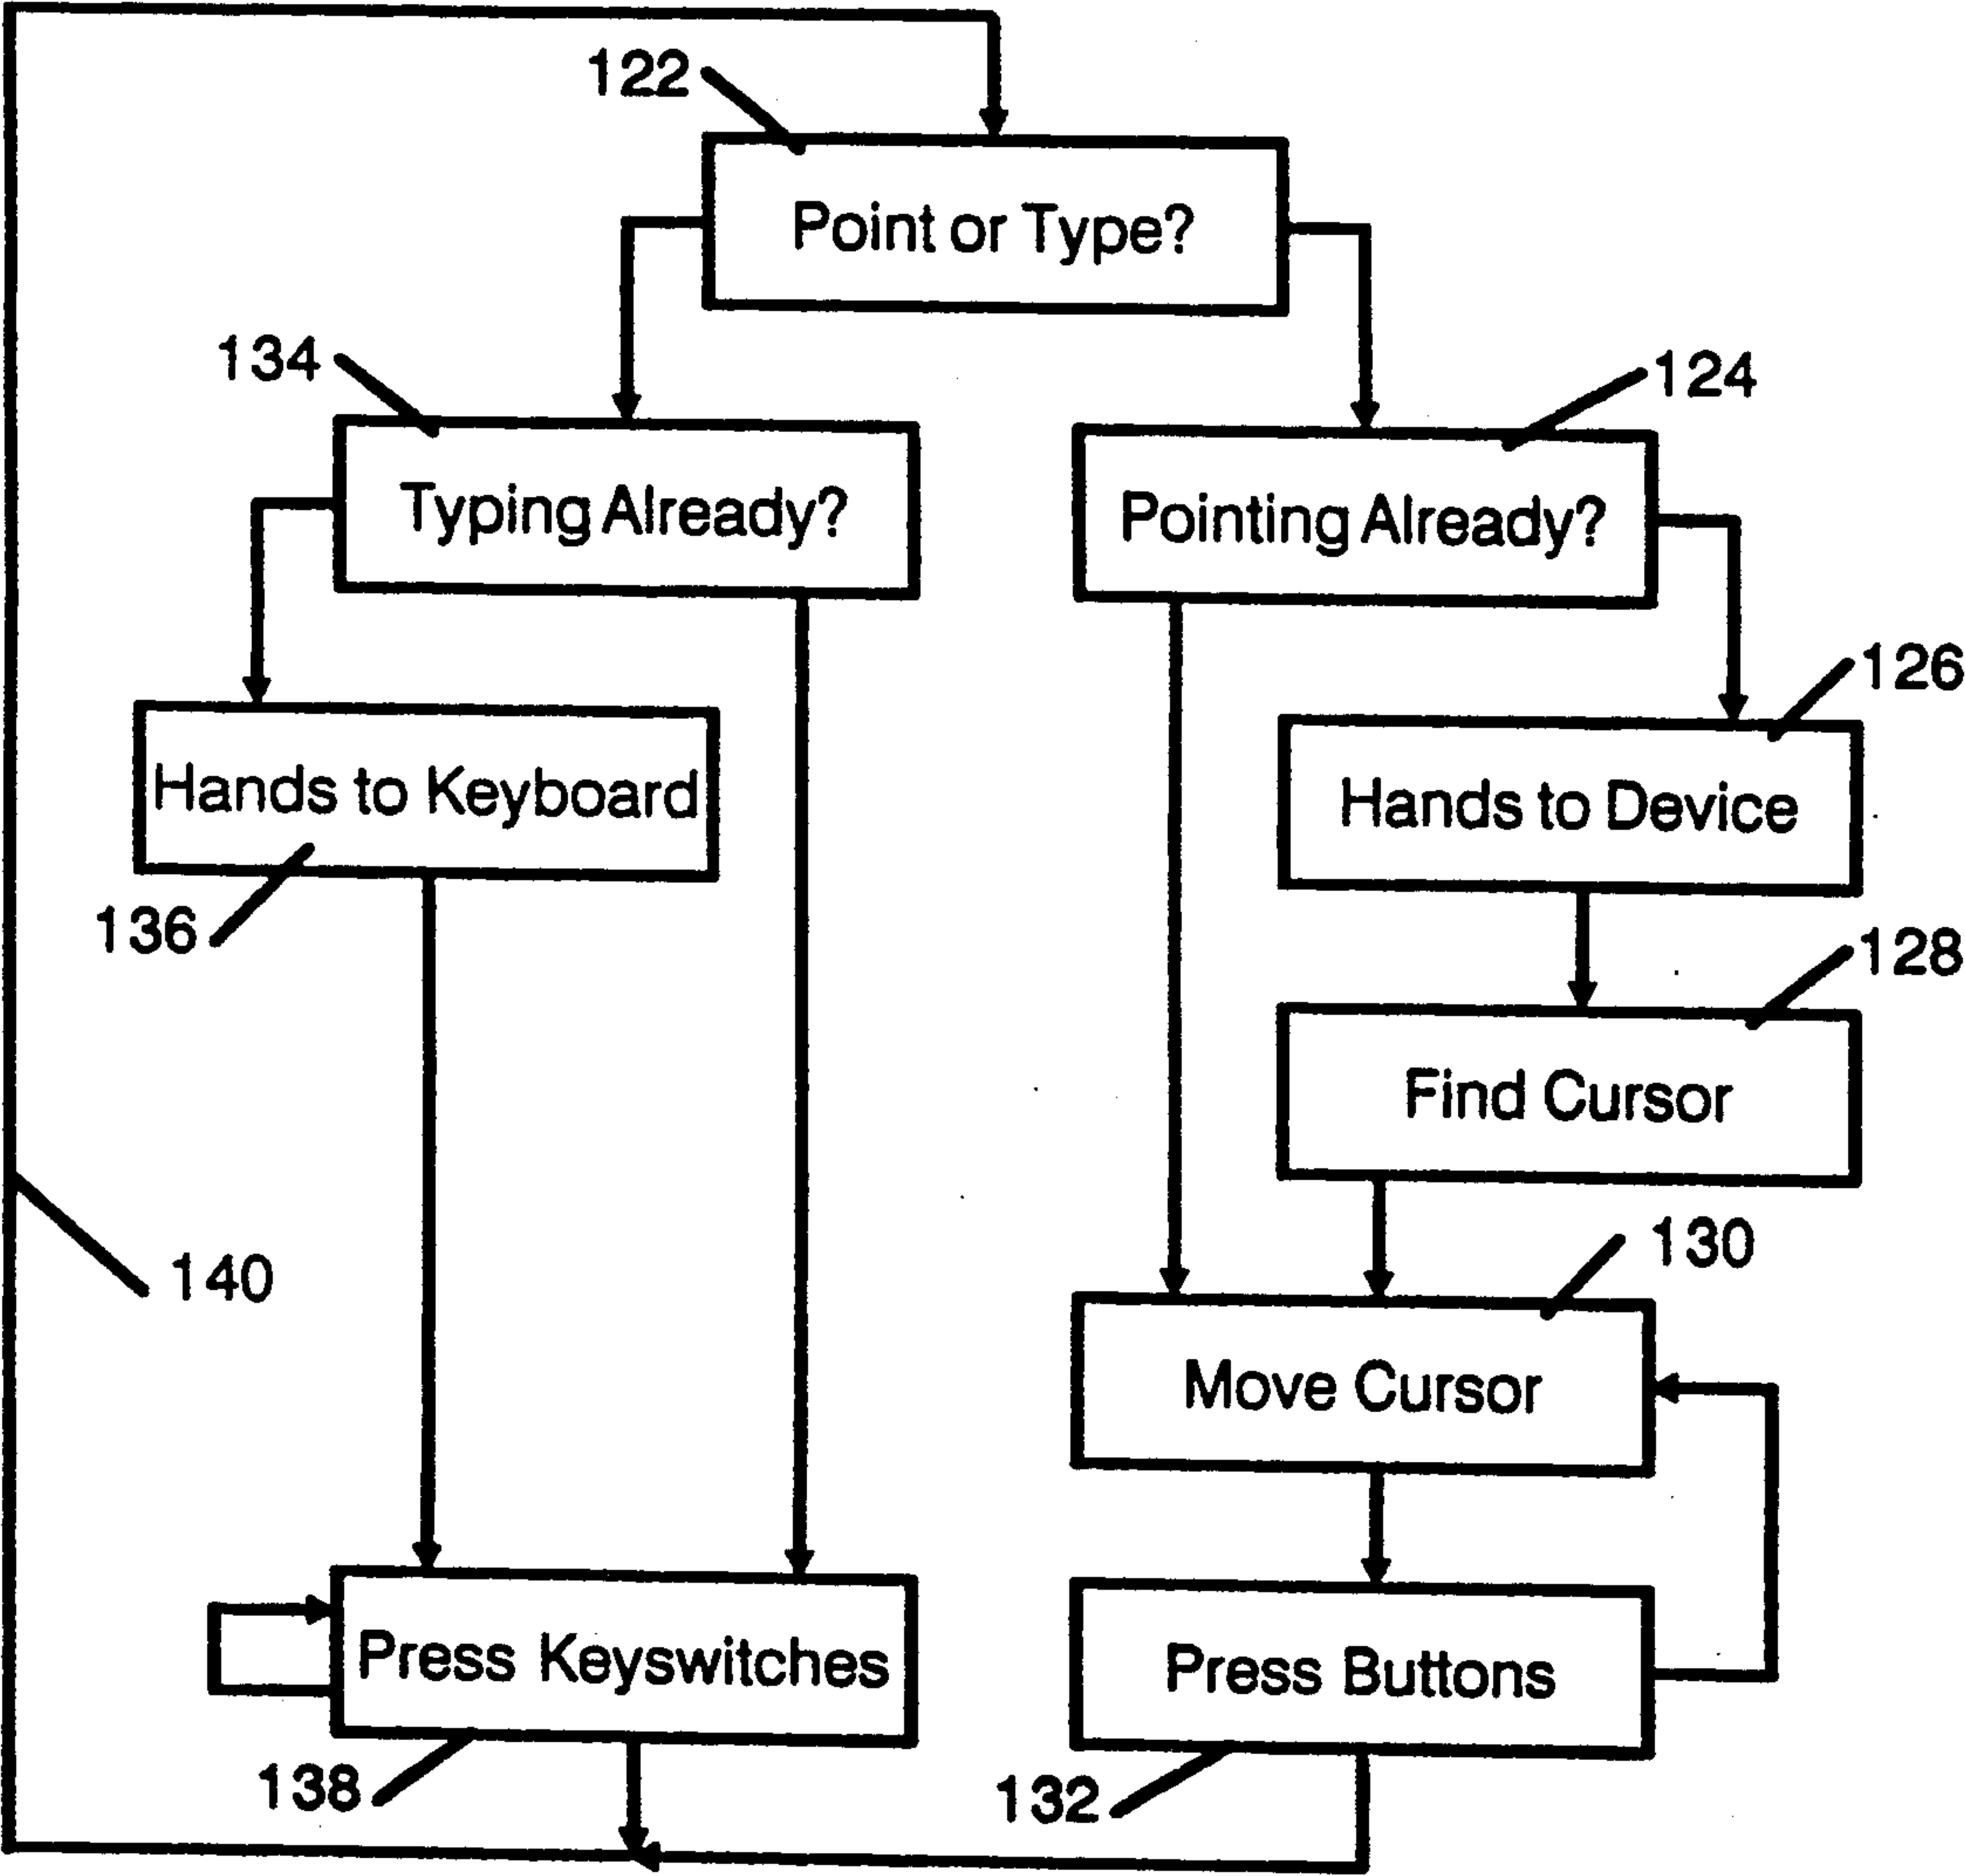 122
Point or Type?
134
124
Typing Already?
Pointing Already?
126
Hands to Keyboard
Hands to Device
136
128
Find Cursor
130
140
Move Cursor
Press Keyswitches
Press Buttons
138
132